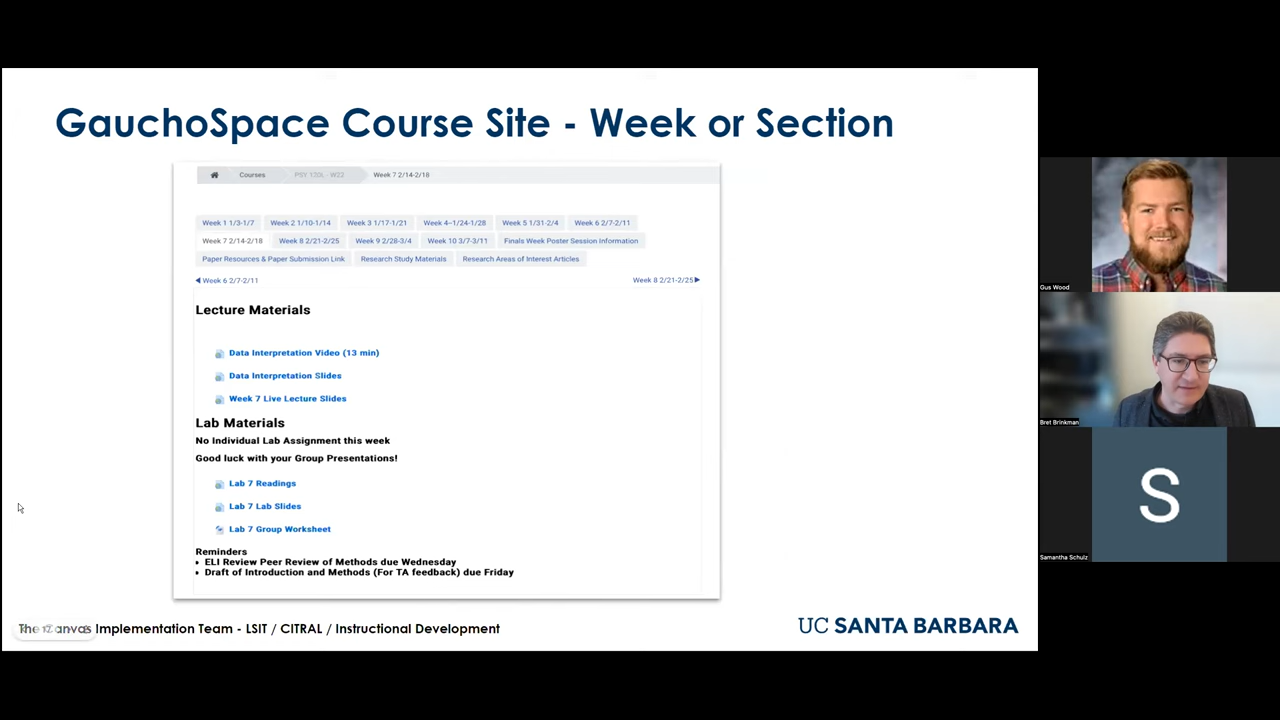 GauchoSpace Course Site - Week or Section
Courses PSY 120L - W22 Week 7 2/14-2/18
Week 1 1/3-1/7 Week 2 1/10-1/14 Week 3 1/17-1/21 Week 4--1/24-1/28 Week 5 1/31-2/4 Week 6 2/7-2/11
Week 7 2/14-2/18 Week 8 2/21-2/25 Week 9 2/28-3/4 Week 10 3/7-3/11 Finals Week Poster Session Information
Paper Resources & Paper Submission Link Research Study Materials Research Areas of Interest Articles
◀ Week 6 2/7-2/11 Week 8 2/21-2/25 ▶
Lecture Materials
Data Interpretation Video (13 min)
Data Interpretation Slides
Week 7 Live Lecture Slides
Lab Materials
No Individual Lab Assignment this week
Good luck with your Group Presentations!
Lab 7 Readings
Lab 7 Lab Slides
Lab 7 Group Worksheet
Reminders
• ELI Review Peer Review of Methods due Wednesday
• Draft of Introduction and Methods (For TA feedback) due Friday
The Canvas Implementation Team - LSIT / CITRAL / Instructional Development
UC SANTA BARBARA
Gus Wood
Bret Brinkman
S
Samantha Schulz